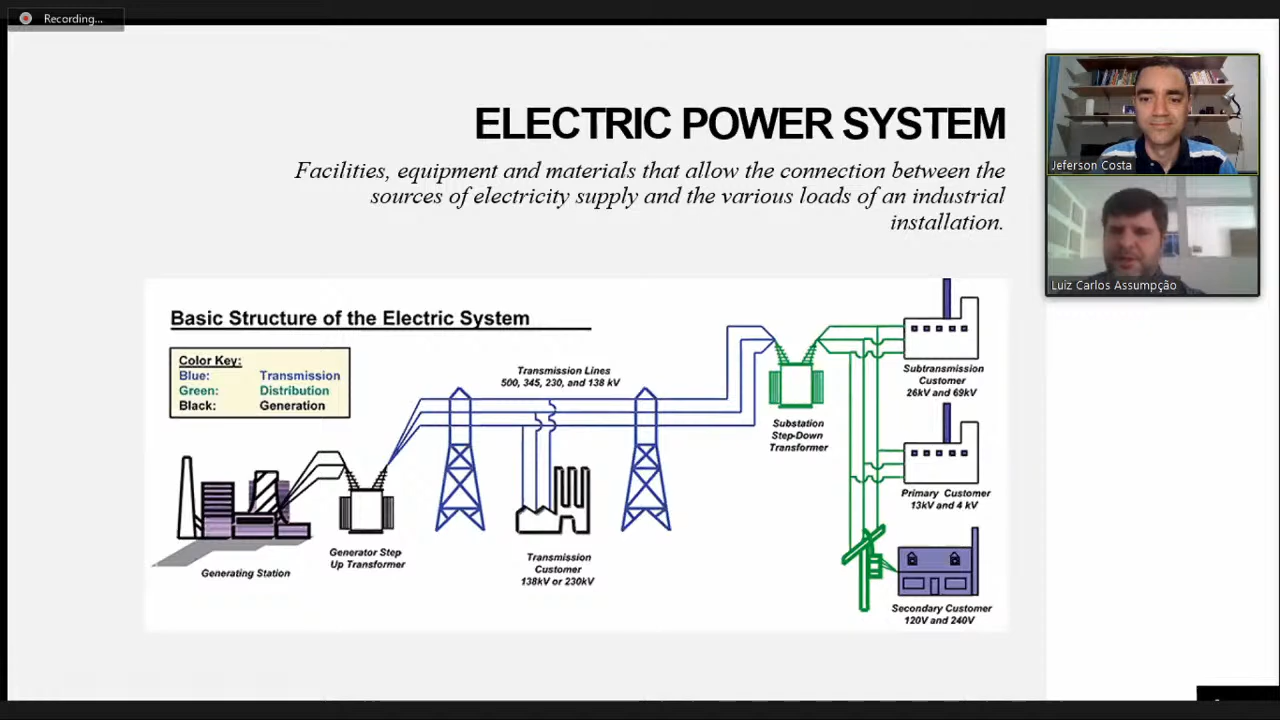 Recording...
ELECTRIC POWER SYSTEM
Facilities, equipment and materials that allow the connection between the
sources of electricity supply and the various loads of an industrial
installation.
Jeferson Costa
Luiz Carlos Assumpção
Basic Structure of the Electric System
Color Key:
Blue: Transmission
Green: Distribution
Black: Generation
Transmission Lines
500, 345, 230, and 138 kV
Substation
Step-Down
Transformer
Subtransmission
Customer
26kV and 69kV
Primary Customer
13kV and 4 kV
Generating Station
Generator Step
Up Transformer
Transmission
Customer
138kV or 230kV
Secondary Customer
120V and 240V